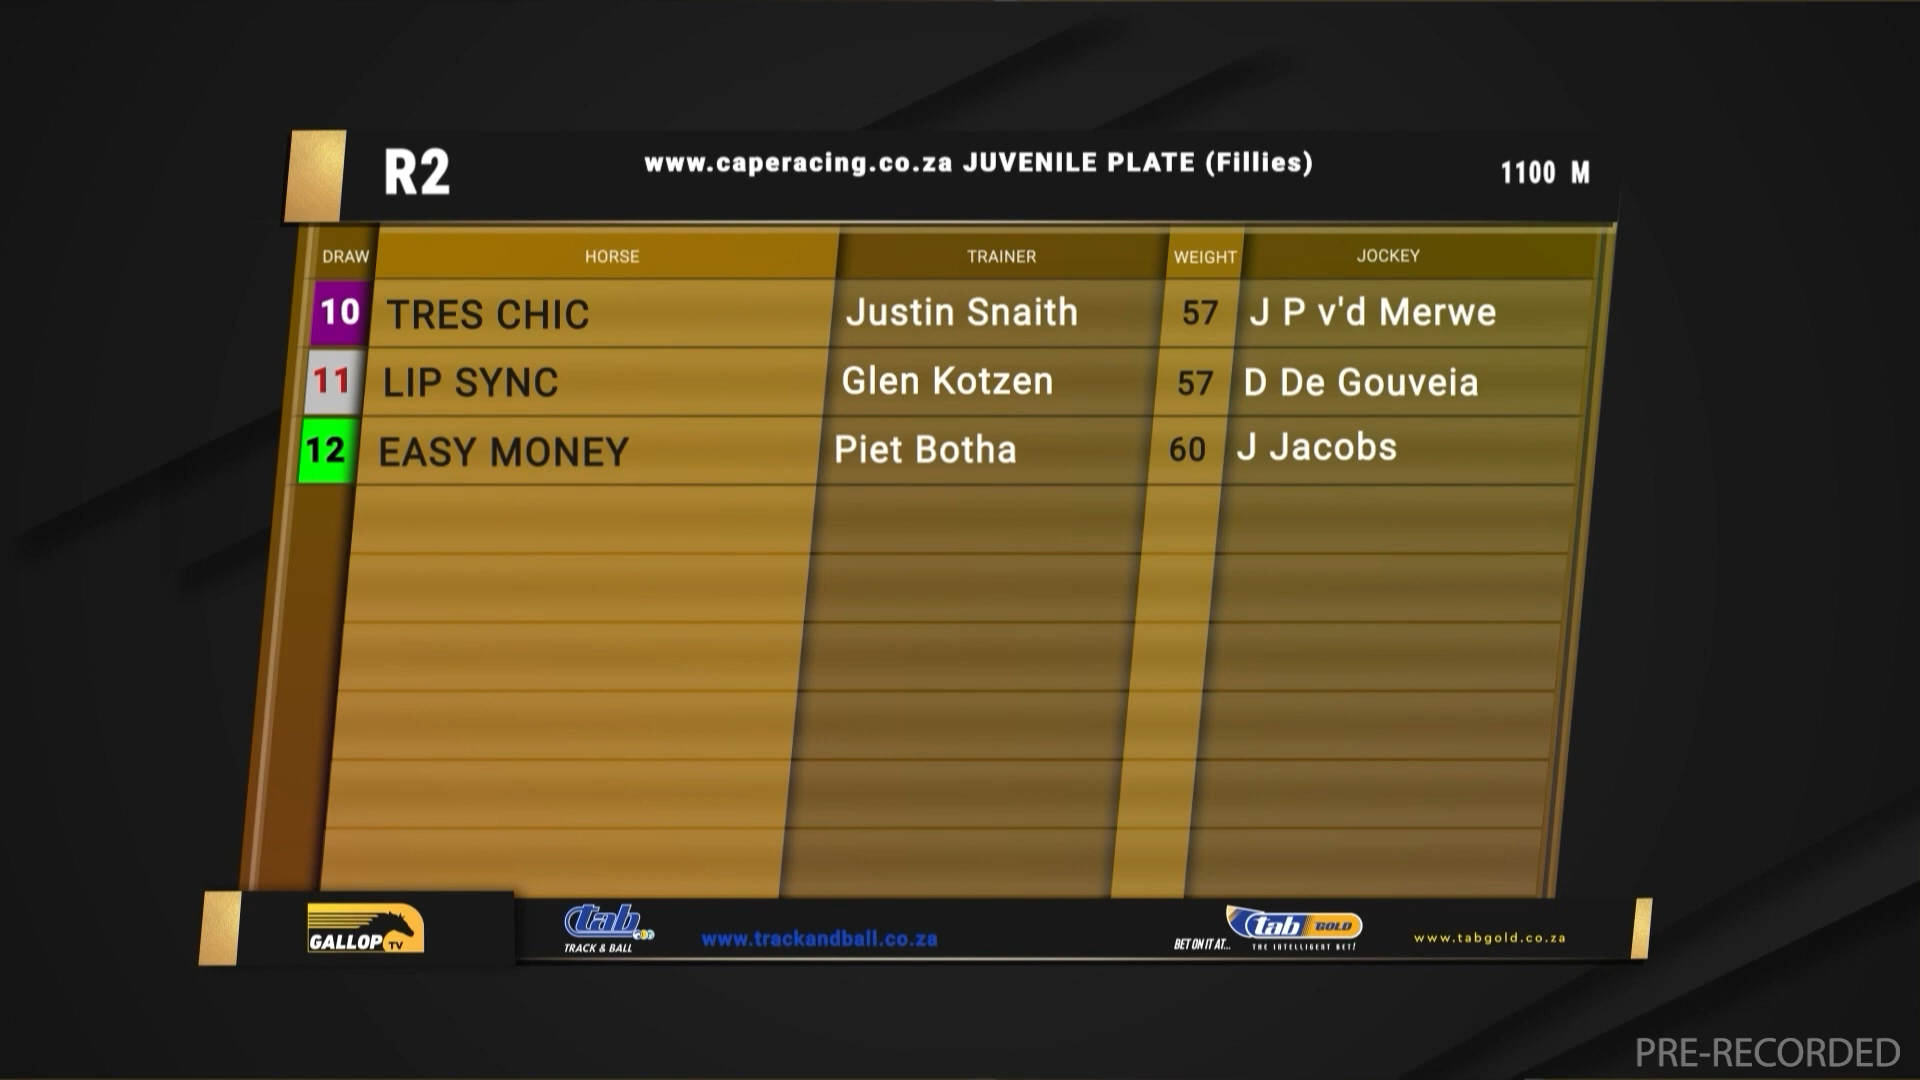 R2 www.caperacing.co.za JUVENILE PLATE (Fillies) 1100 M
DRAW HORSE TRAINER WEIGHT JOCKEY
10 TRES CHIC Justin Snaith 57 J P v'd Merwe
11 LIP SYNC Glen Kotzen 57 D De Gouveia
12 EASY MONEY Piet Botha 60 J Jacobs
GALLOP TV
tab
TRACK & BALL
www.trackandball.co.za
BET ON IT AT...
tab GOLD
THE INTELLIGENT BET!
www.tabgold.co.za
PRE-RECORDED